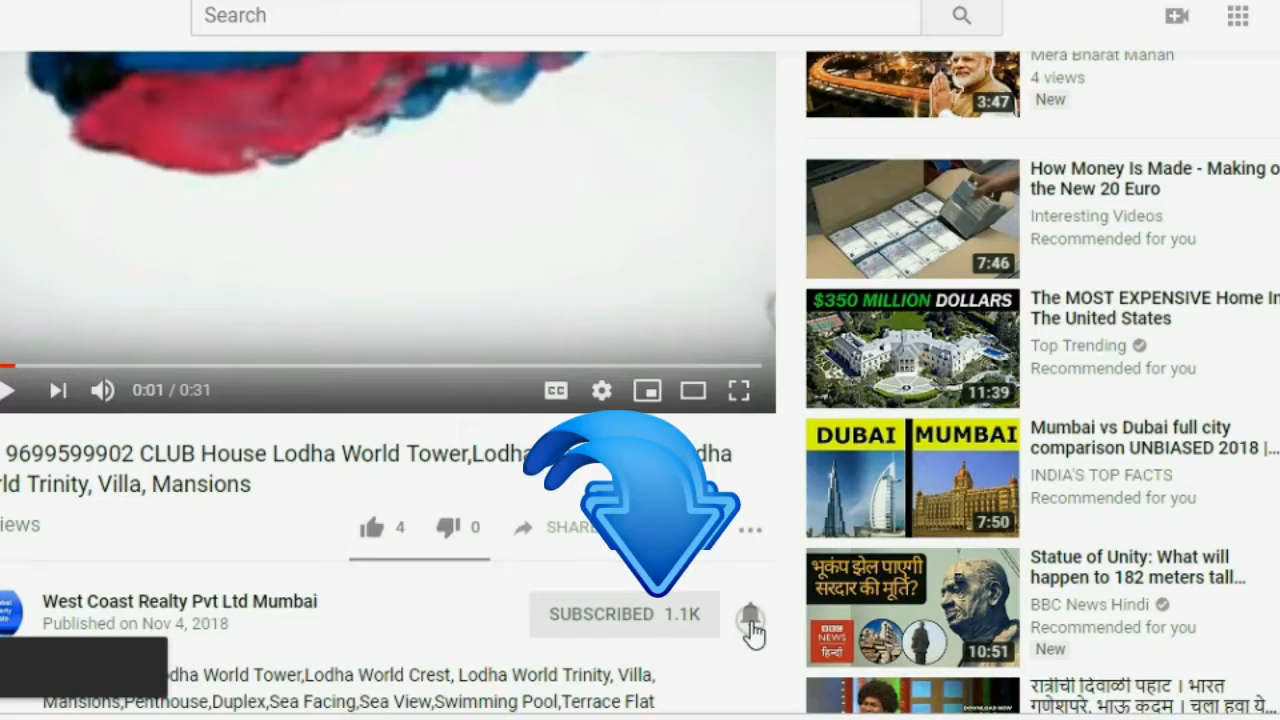 Search
Mera Bharat Mahan
4 views
New
3:47
How Money Is Made - Making o
the New 20 Euro
Interesting Videos
Recommended for you
7:46
$350 MILLION DOLLARS
11:39
The MOST EXPENSIVE Home In
The United States
Top Trending
Recommended for you
DUBAI MUMBAI
7:50
Mumbai vs Dubai full city
comparison UNBIASED 2018 |...
INDIA'S TOP FACTS
Recommended for you
भूकंप झेल पाएगी
सरदार की मूर्ति?
BBC
NEWS
हिन्दी
10:51
Statue of Unity: What will
happen to 182 meters tall...
BBC News Hindi
Recommended for you
New
DOWNLOAD NOW
रात्रीची दिवाळी पहाट । भारत
गणेशपुरे, भाऊ कदम । चला हवा ये...
0:01 / 0:31
CC
9699599902 CLUB House Lodha World Tower,Lodha dha
ld Trinity, Villa, Mansions
iews
4
0
SHARE
West Coast Realty Pvt Ltd Mumbai
Published on Nov 4, 2018
SUBSCRIBED 1.1K
dha World Tower,Lodha World Crest, Lodha World Trinity, Villa,
Mansions,Penthouse,Duplex,Sea Facing,Sea View,Swimming Pool,Terrace Flat